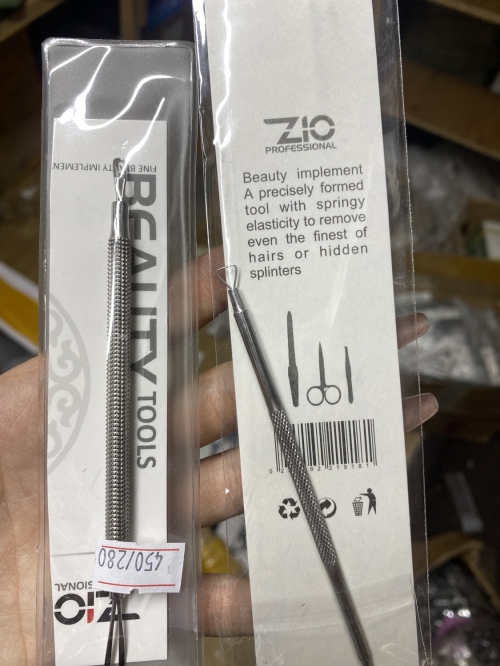 FINE BEAUTY IMPLEMEN
BEAUTY TOOLS
450/280
ZIO
SIONAL
ZIO
PROFESSIONAL
Beauty implement
A precisely formed
tool with springy
elasticity to remove
even the finest of
hairs or hidden
splinters